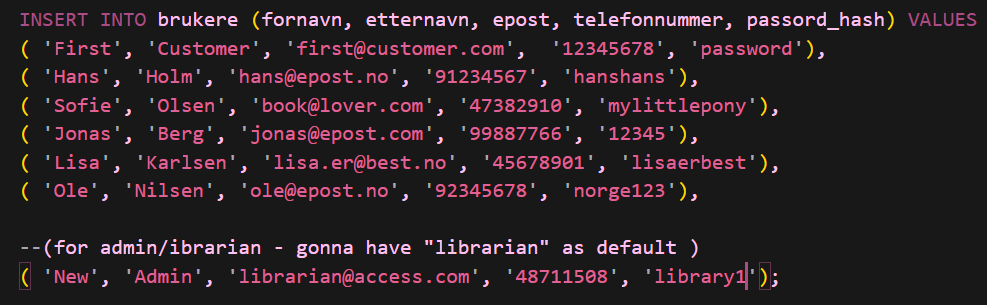 INSERT INTO brukere (fornavn, etternavn, epost, telefonnummer, passord_hash) VALUES
( 'First', 'Customer', 'first@customer.com',  '12345678', 'password'),
( 'Hans', 'Holm', 'hans@epost.no', '91234567', 'hanshans'),
( 'Sofie', 'Olsen', 'book@lover.com', '47382910', 'mylittlepony'),
( 'Jonas', 'Berg', 'jonas@epost.com', '99887766', '12345'),
( 'Lisa', 'Karlsen', 'lisa.er@best.no', '45678901', 'lisaerbest'),
( 'Ole', 'Nilsen', 'ole@epost.no', '92345678', 'norge123'),
--(for admin/ibrarian - gonna have "librarian" as default )
( 'New', 'Admin', 'librarian@access.com', '48711508', 'library1');